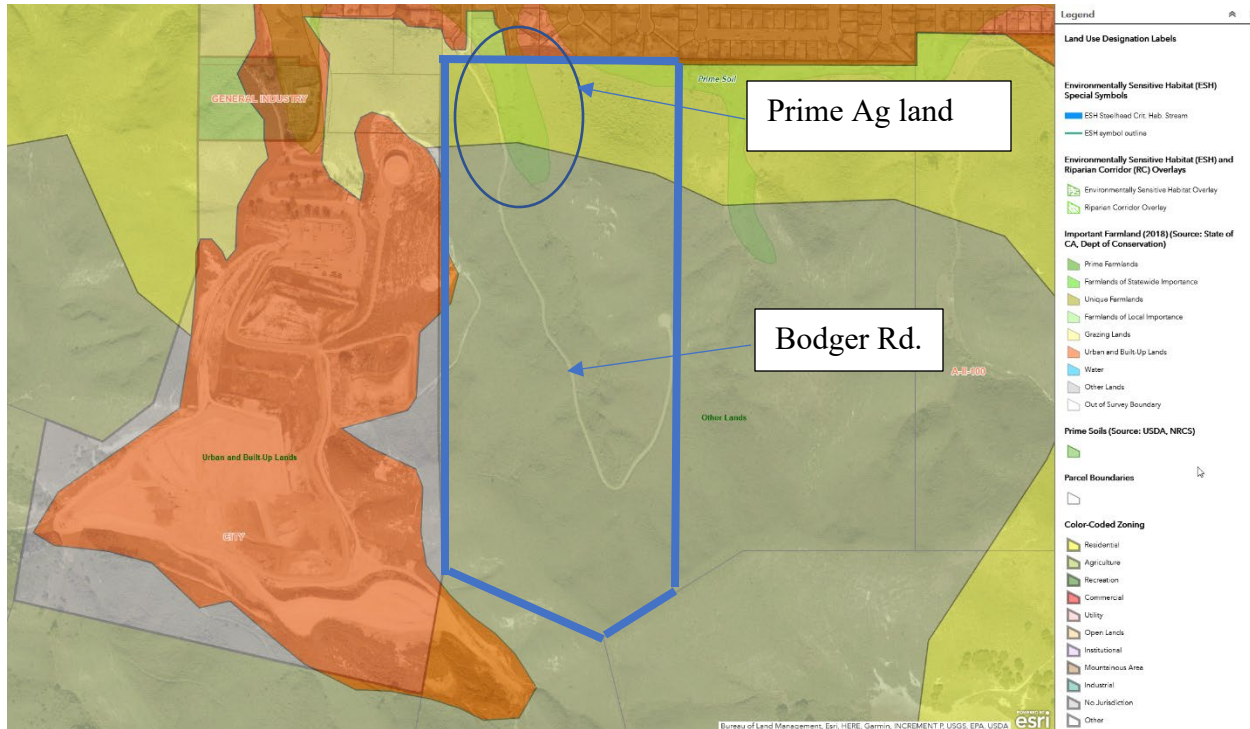 GENERAL INDUSTRY
Prime Soil
Prime Ag land
Bodger Rd.
A-II-100
Other Lands
Urban and Built-Up Lands
CITY
Bureau of Land Management, Esri, HERE, Garmin, INCREMENT P, USGS, EPA, USDA
POWERED BY
esri
Legend
Land Use Designation Labels
Environmentally Sensitive Habitat (ESH)
Special Symbols
ESH Steelhead Crit. Hab. Stream
ESH symbol outline
Environmentally Sensitive Habitat (ESH) and
Riparian Corridor (RC) Overlays
Environmentally Sensitive Habitat Overlay
Riparian Corridor Overlay
Important Farmland (2018) (Source: State of
CA, Dept of Conservation)
Prime Farmlands
Farmlands of Statewide Importance
Unique Farmlands
Farmlands of Local Importance
Grazing Lands
Urban and Built-Up Lands
Water
Other Lands
Out of Survey Boundary
Prime Soils (Source: USDA, NRCS)
Parcel Boundaries
Color-Coded Zoning
Residential
Agriculture
Recreation
Commercial
Utility
Open Lands
Institutional
Mountainous Area
Industrial
No Jurisdiction
Other